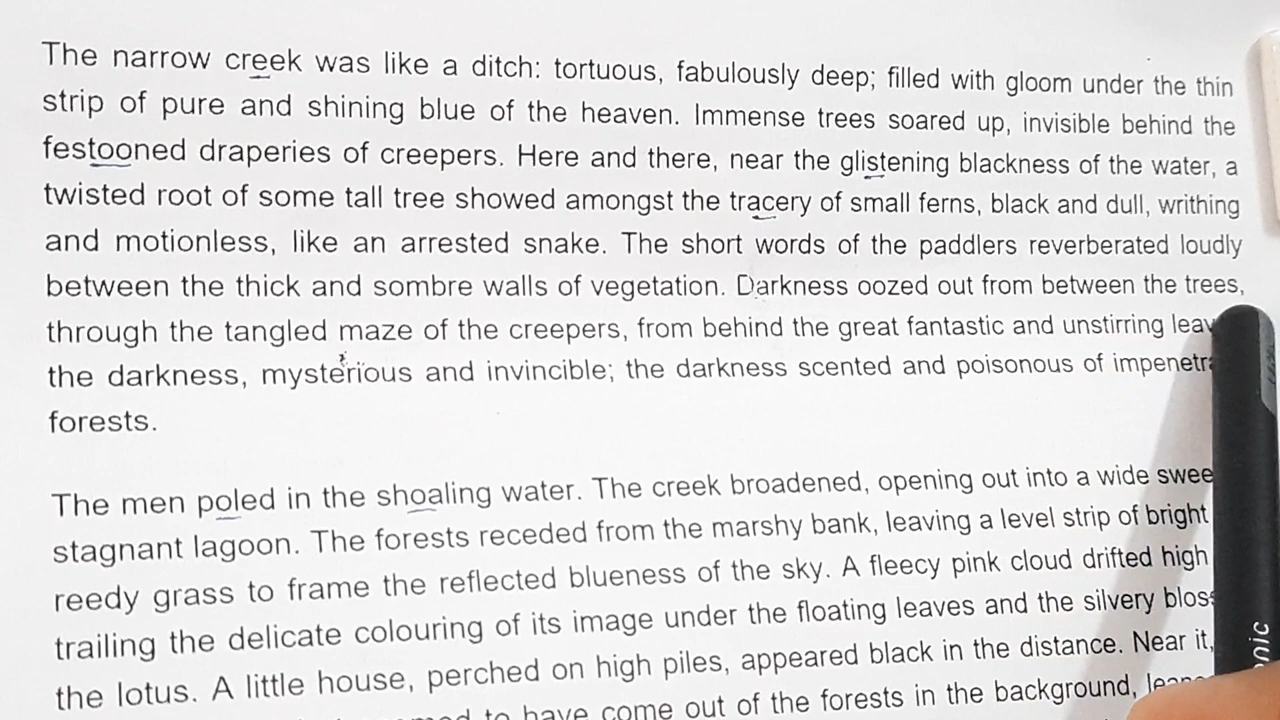 The narrow creek was like a ditch: tortuous, fabulously deep; filled with gloom under the thin
strip of pure and shining blue of the heaven. Immense trees soared up, invisible behind the
festooned draperies of creepers. Here and there, near the glistening blackness of the water, a
twisted root of some tall tree showed amongst the tracery of small ferns, black and dull, writhing
and motionless, like an arrested snake. The short words of the paddlers reverberated loudly
between the thick and sombre walls of vegetation. Darkness oozed out from between the trees,
through the tangled maze of the creepers, from behind the great fantastic and unstirring
the darkness, mysterious and invincible; the darkness scented and poisonous of
forests.
The men poled in the shoaling water. The creek broadened, opening out into a wide
stagnant lagoon. The forests receded from the marshy bank, leaving a level strip of bright
reedy grass to frame the reflected blueness of the sky. A fleecy pink cloud drifted high
trailing the delicate colouring of its image under the floating leaves and the silvery
the lotus. A little house, perched on high piles, appeared black in the distance. Near it,
to have come out of the forests in the background,